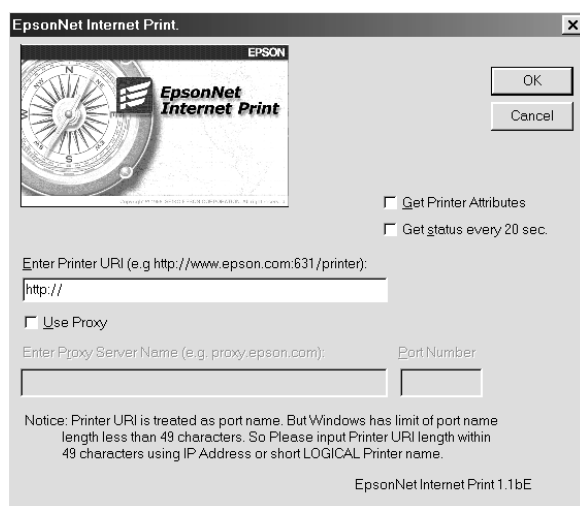 EpsonNet Internet Print.
EPSON
EpsonNet
Internet Print
N
W
S
OK
Cancel
Get Printer Attributes
Get status every 20 sec.
Enter Printer URI (e.g http://www.epson.com:631/printer):
http://
Use Proxy
Enter Proxy Server Name (e.g. proxy.epson.com):
Port Number
Notice: Printer URI is treated as port name. But Windows has limit of port name
length less than 49 characters. So Please input Printer URI length within
49 characters using IP Address or short LOGICAL Printer name.
EpsonNet Internet Print 1.1bE